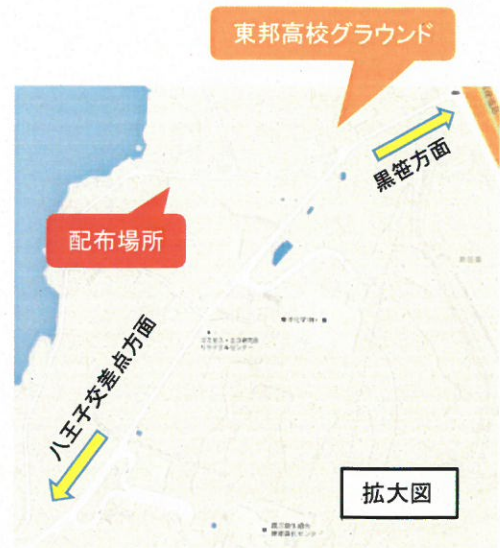 東邦高校グラウンド
黒笹方面
配布場所
八王子交差点方面
拡大図